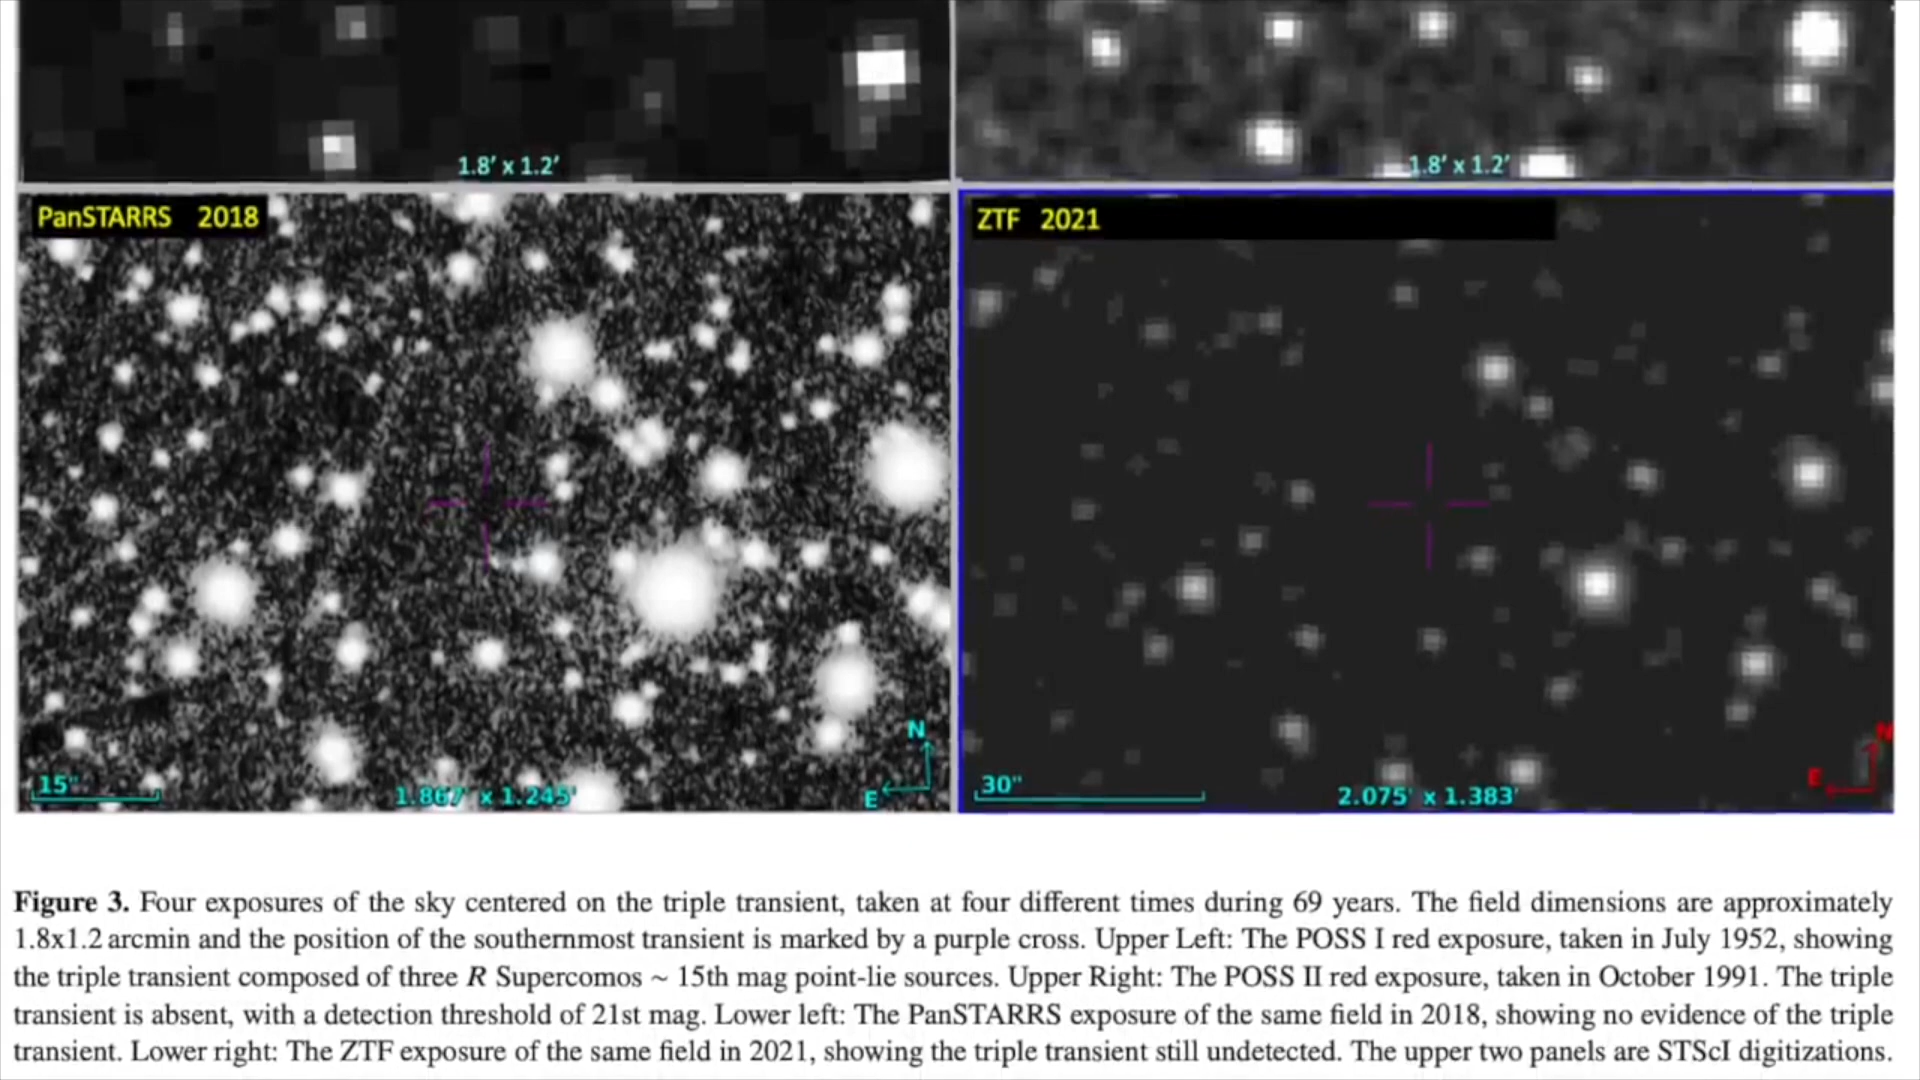 1.8′ x 1.2′
1.8′ x 1.2′
PanSTARRS 2018
ZTF 2021
N
15"
1.867' x 1.245'
E
N
30"
2.075' x 1.383'
E
Figure 3. Four exposures of the sky centered on the triple transient, taken at four different times during 69 years. The field dimensions are approximately
1.8x1.2 arcmin and the position of the southernmost transient is marked by a purple cross. Upper Left: The POSS I red exposure, taken in July 1952, showing
the triple transient composed of three R Supercomos ~ 15th mag point-lie sources. Upper Right: The POSS II red exposure, taken in October 1991. The triple
transient is absent, with a detection threshold of 21st mag. Lower left: The PanSTARRS exposure of the same field in 2018, showing no evidence of the triple
transient. Lower right: The ZTF exposure of the same field in 2021, showing the triple transient still undetected. The upper two panels are STScI digitizations.